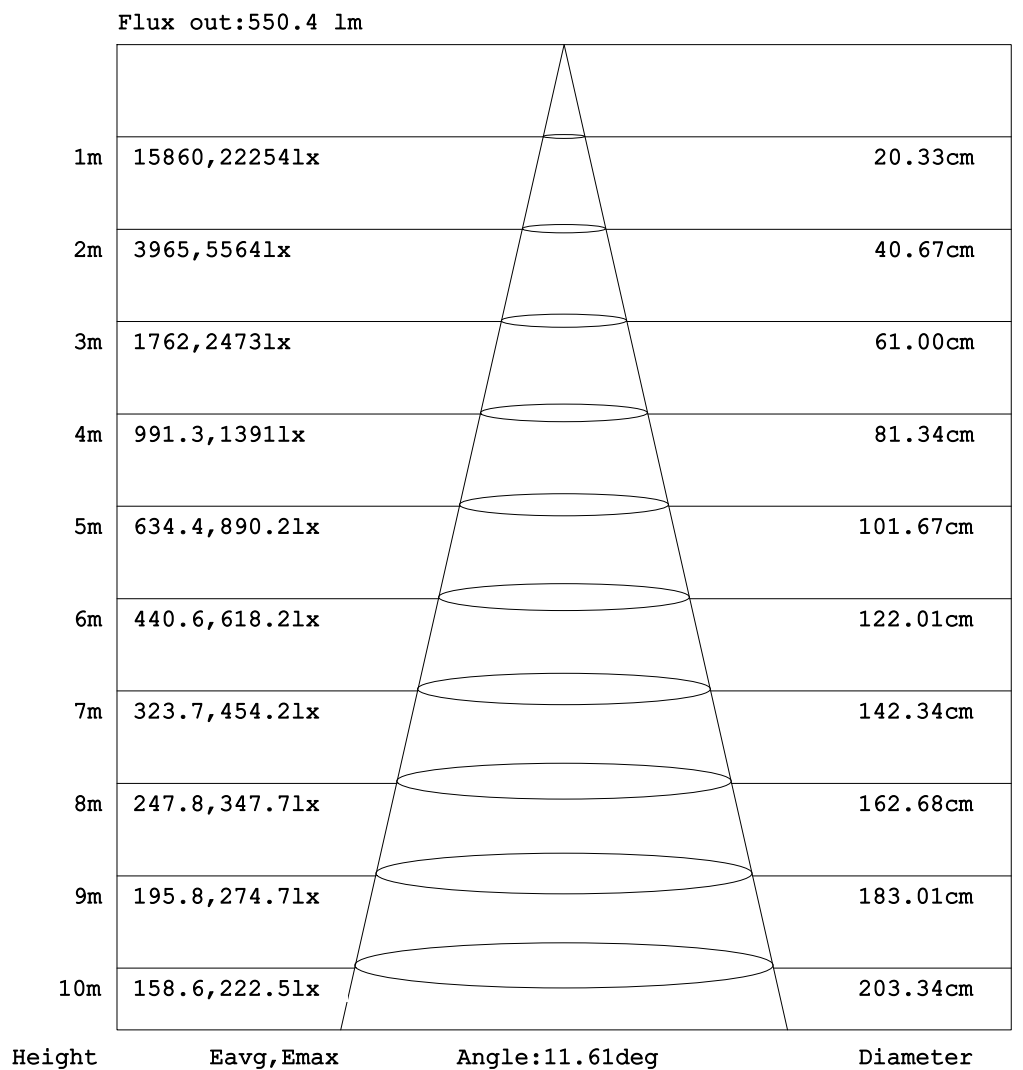 Flux out:550.4 lm
1m 15860,22254lx 20.33cm
2m 3965,5564lx 40.67cm
3m 1762,2473lx 61.00cm
4m 991.3,1391lx 81.34cm
5m 634.4,890.2lx 101.67cm
6m 440.6,618.2lx 122.01cm
7m 323.7,454.2lx 142.34cm
8m 247.8,347.7lx 162.68cm
9m 195.8,274.7lx 183.01cm
10m 158.6,222.5lx 203.34cm
Height Eavg,Emax Angle:11.61deg Diameter